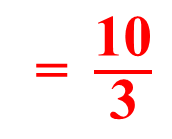 = 10/3